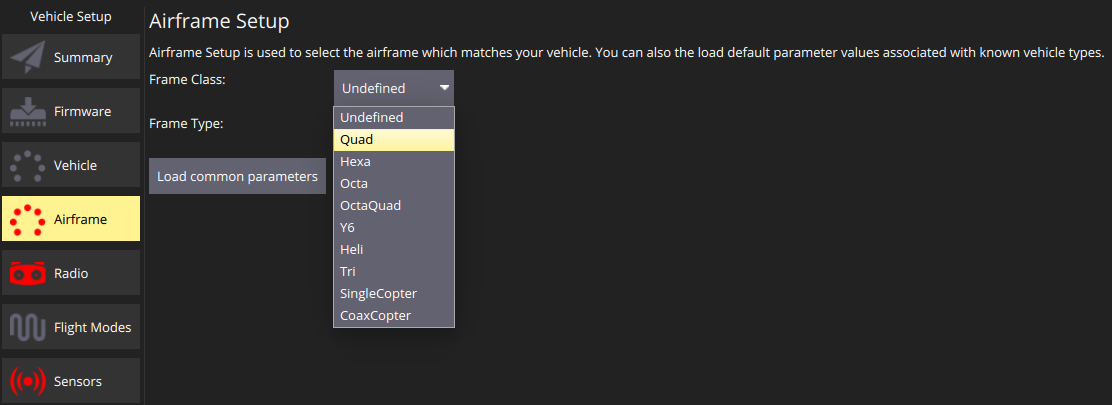 Vehicle Setup
Summary
Firmware
Vehicle
Airframe
Radio
Flight Modes
Sensors
Airframe Setup
Airframe Setup is used to select the airframe which matches your vehicle. You can also the load default parameter values associated with known vehicle types.
Frame Class:
Undefined
Undefined
Quad
Hexa
Octa
OctaQuad
Y6
Heli
Tri
SingleCopter
CoaxCopter
Frame Type:
Load common parameters